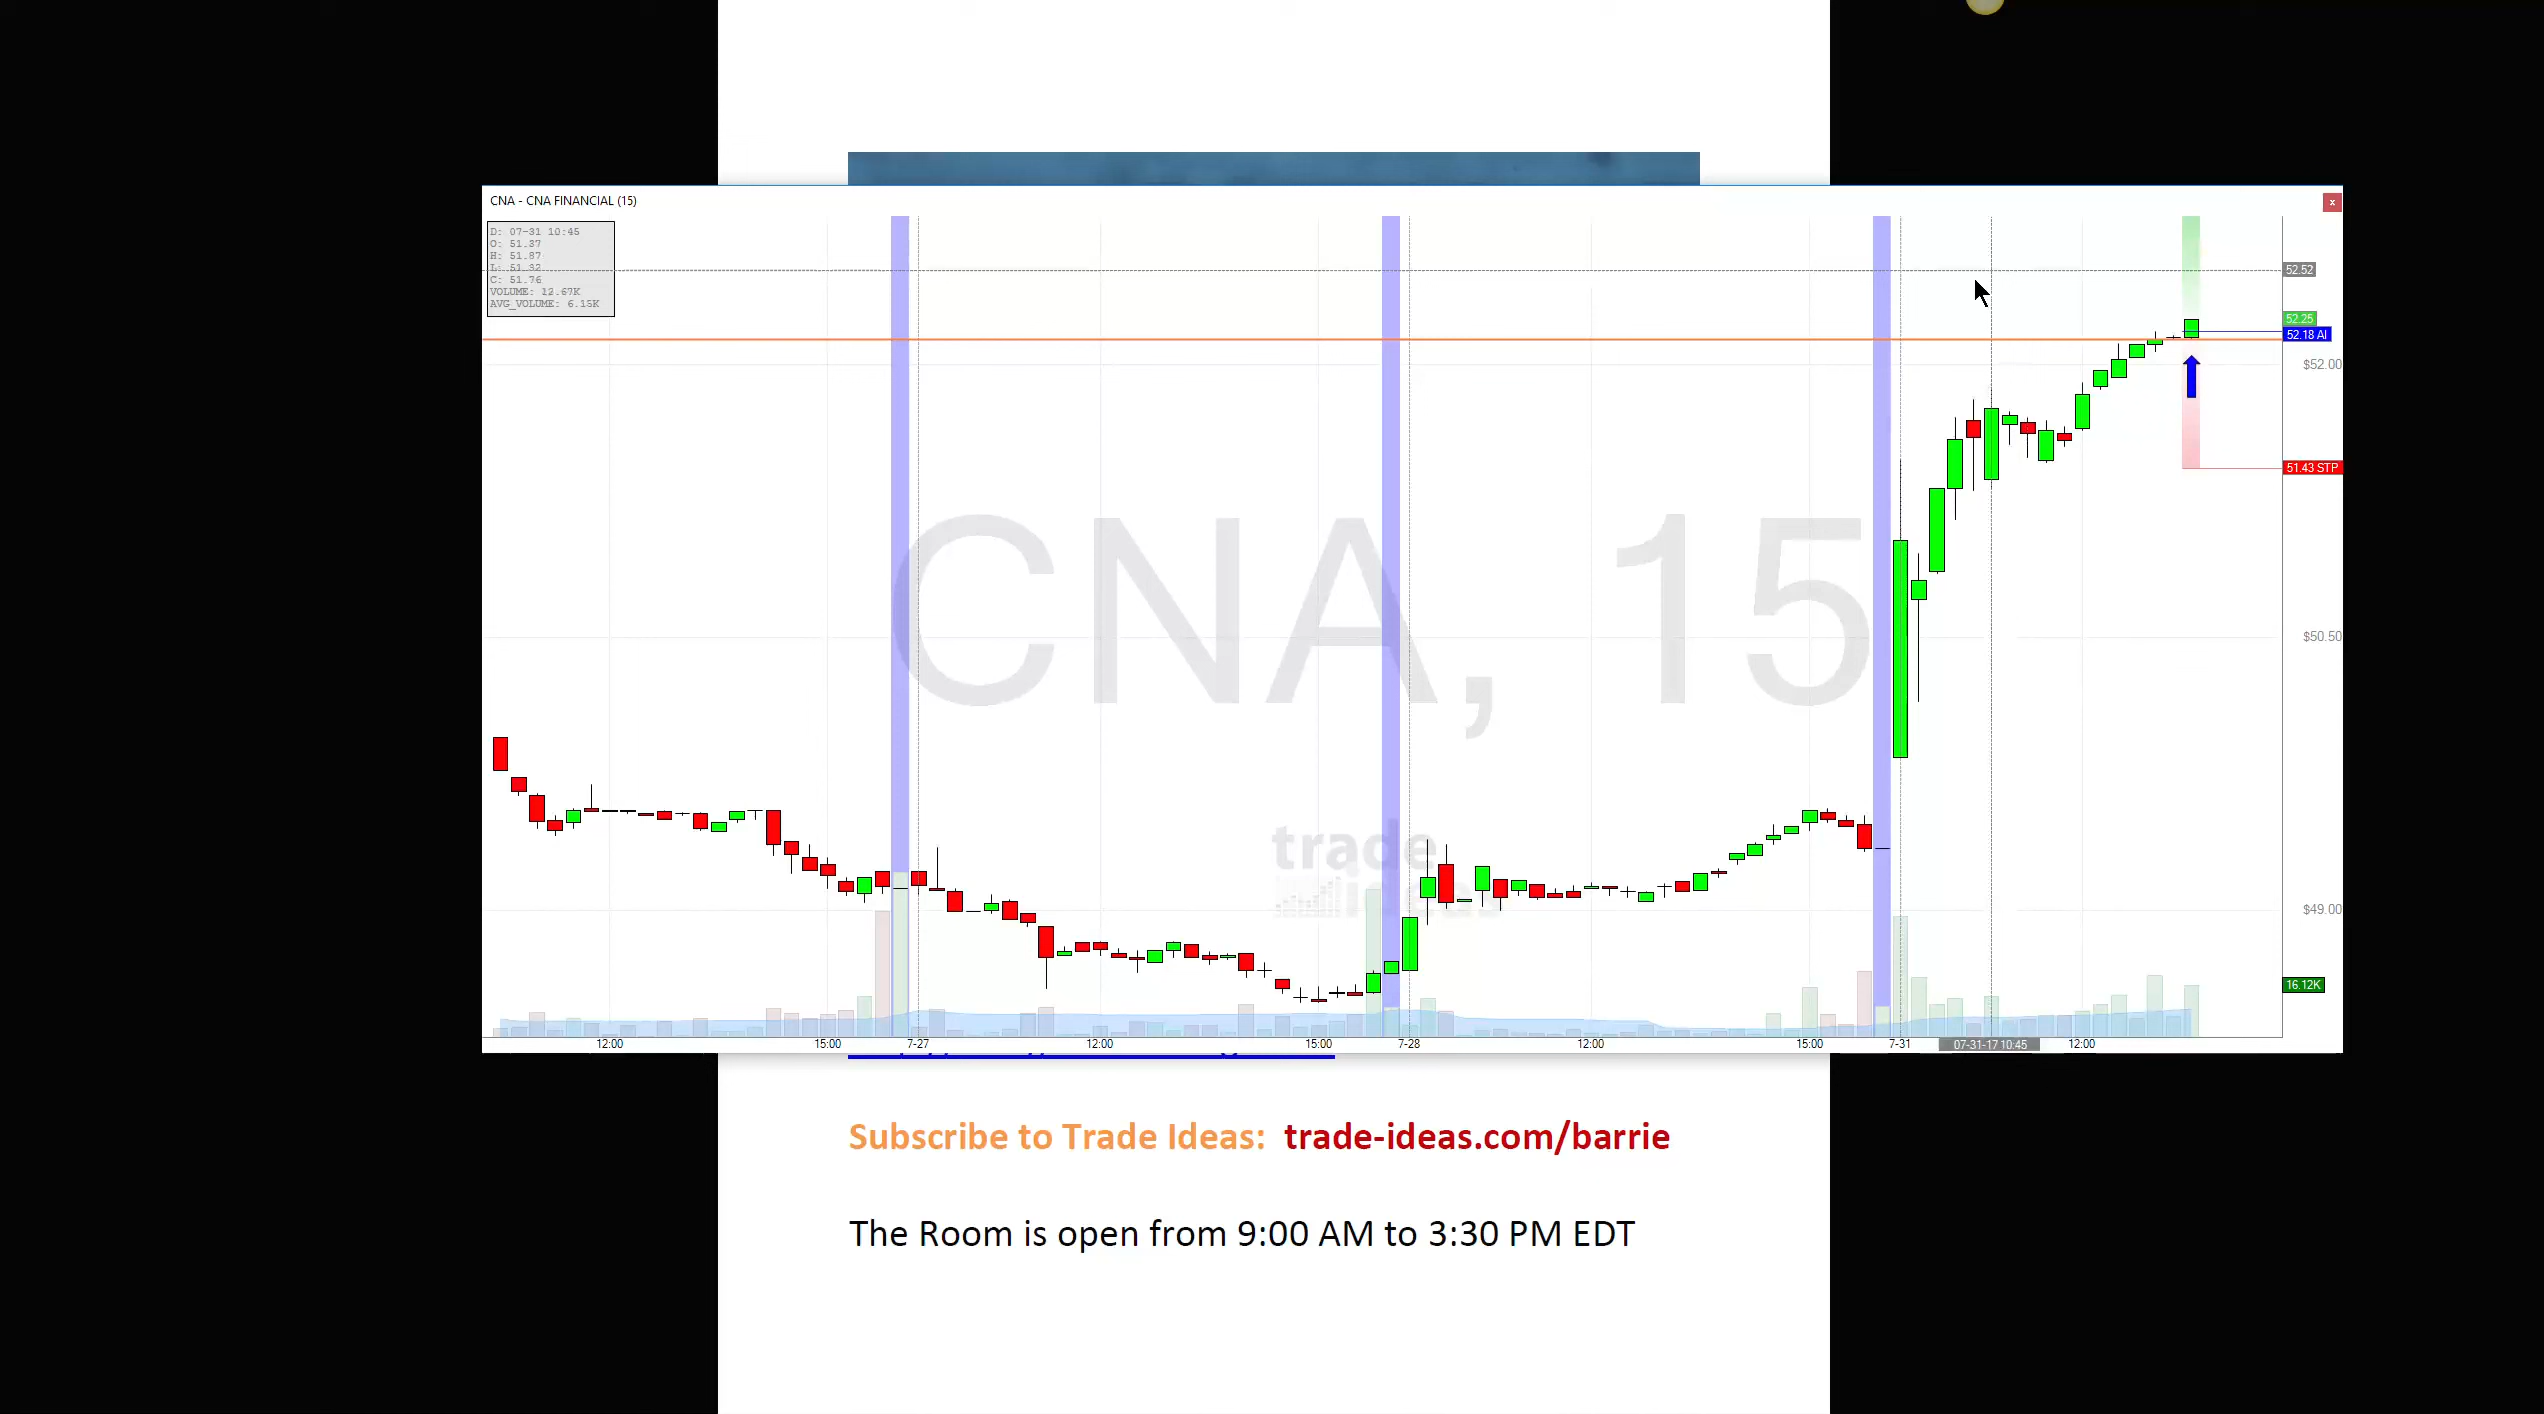 CNA - CNA FINANCIAL (15)
x
D: 07-31 10:45
O: 51.37
H: 51.87
L: 51.32
C: 51.76
VOLUME: 12.67K
AVG_VOLUME: 6.15K
52.52
52.25
52.18 AI
$52.00
51.43 STP
CNA, 15
$50.50
trade
ideas
$49.00
16.12K
12:00 15:00 7-27 12:00 15:00 7-28 12:00 15:00 7-31 07-31-17 10:45 12:00
Subscribe to Trade Ideas: trade-ideas.com/barrie
The Room is open from 9:00 AM to 3:30 PM EDT